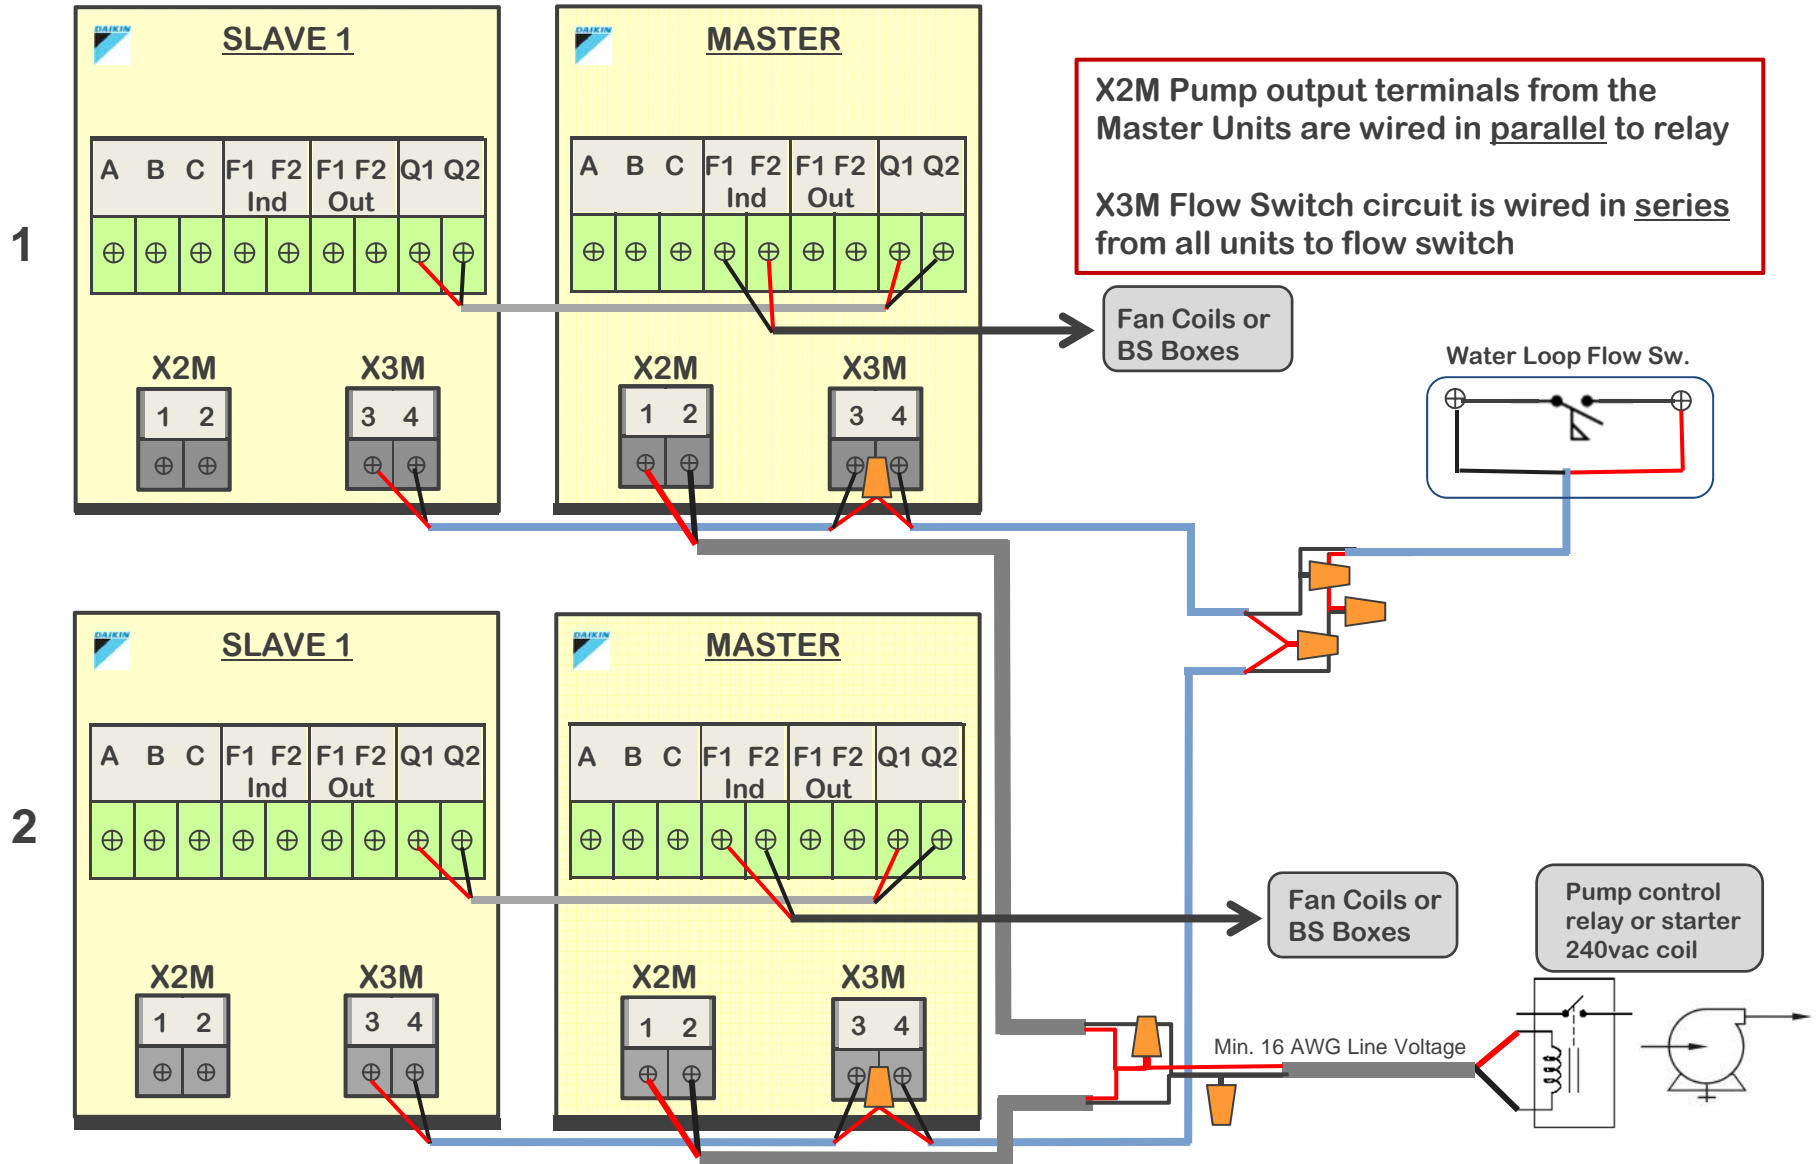 DAIKIN
SLAVE 1
DAIKIN
MASTER
X2M Pump output terminals from the
Master Units are wired in parallel to relay
X3M Flow Switch circuit is wired in series
from all units to flow switch
A B C F1 F2 F1 F2 Q1 Q2
Ind Out
A B C F1 F2 F1 F2 Q1 Q2
Ind Out
1
Fan Coils or
BS Boxes
Water Loop Flow Sw.
X2M
X3M
X2M
X3M
1 2
3 4
1 2
3 4
DAIKIN
SLAVE 1
DAIKIN
MASTER
A B C F1 F2 F1 F2 Q1 Q2
Ind Out
A B C F1 F2 F1 F2 Q1 Q2
Ind Out
2
Fan Coils or
BS Boxes
Pump control
relay or starter
240vac coil
X2M
X3M
X2M
X3M
1 2
3 4
1 2
3 4
Min. 16 AWG Line Voltage